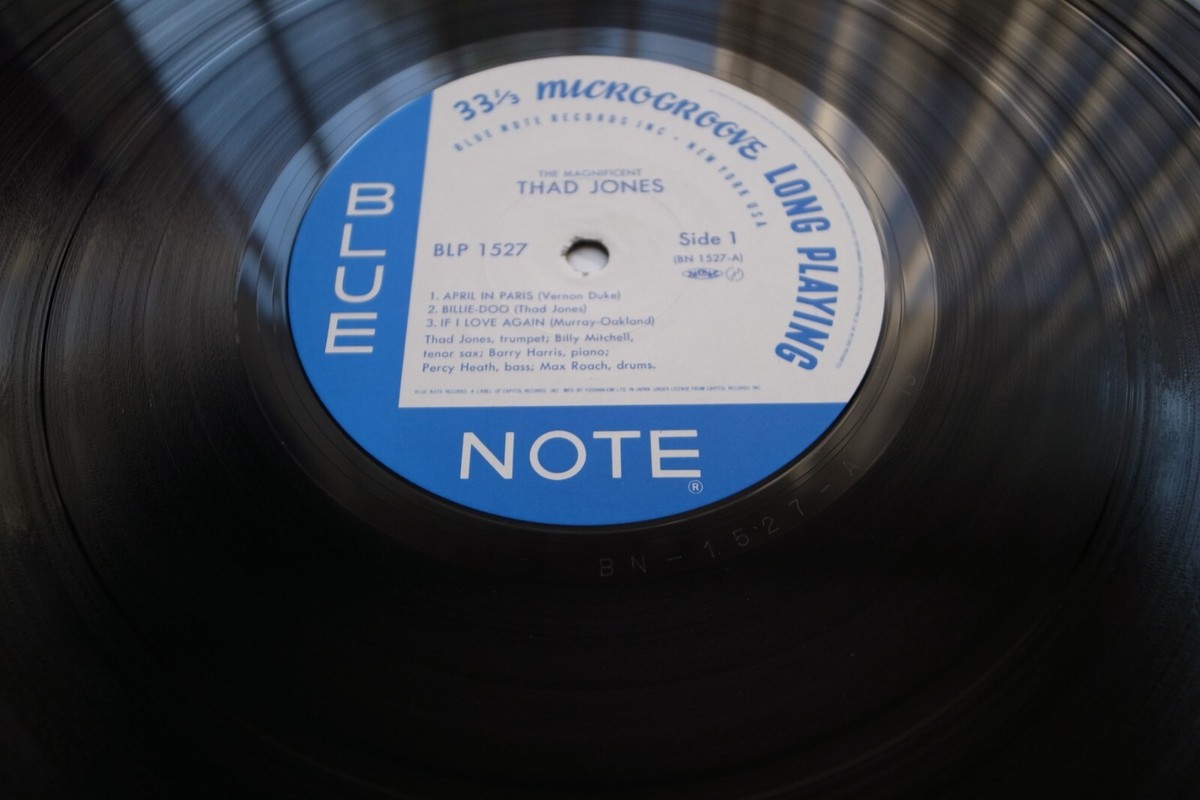 33 1/3 MICROGROOVE LONG PLAYING
BLUE NOTE RECORDS INC - NEW YORK USA
THE MAGNIFICENT
THAD JONES
BLP 1527
Side 1
(BN 1527-A)
1. APRIL IN PARIS (Vernon Duke)
2. BILLIE-DOO (Thad Jones)
3. IF I LOVE AGAIN (Murray-Oakland)
Thad Jones, trumpet; Billy Mitchell,
tenor sax; Barry Harris, piano;
Percy Heath, bass; Max Roach, drums.
BLUE
NOTE
®
BN-1527-A